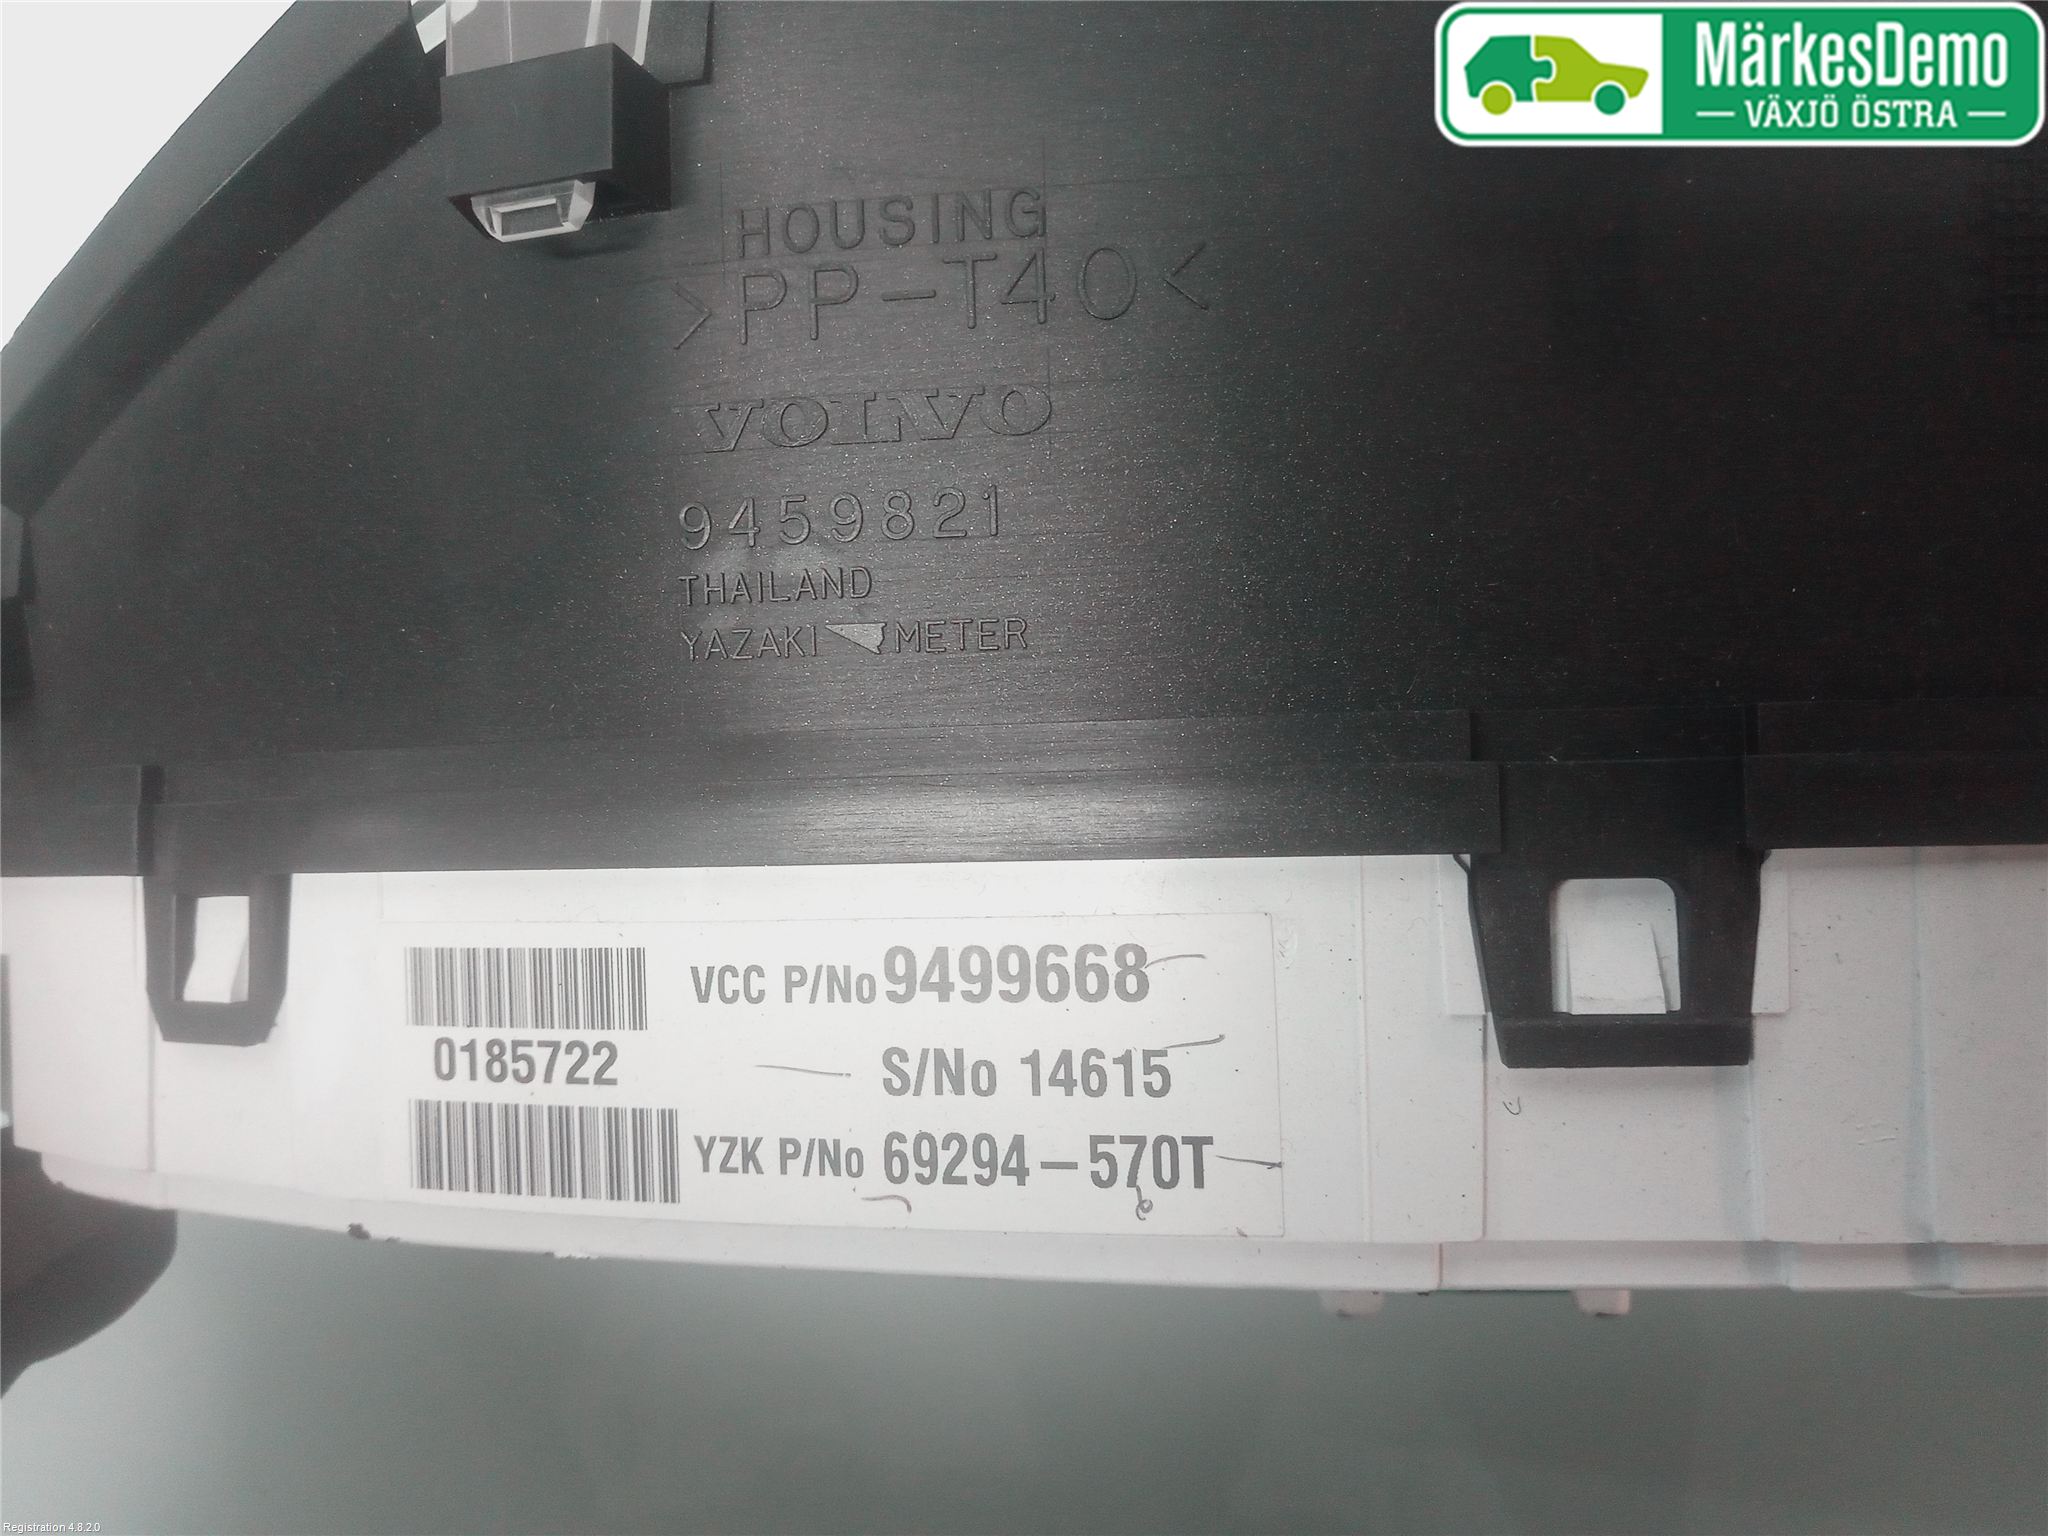 MärkesDemo
VÄXJÖ ÖSTRA
HOUSING
>PP-T40<
VOLVO
9459821
THAILAND
YAZAKI METER
VCC P/No 9499668
0185722
S/No 14615
YZK P/No 69294-570T
Registration 4.8.2.0